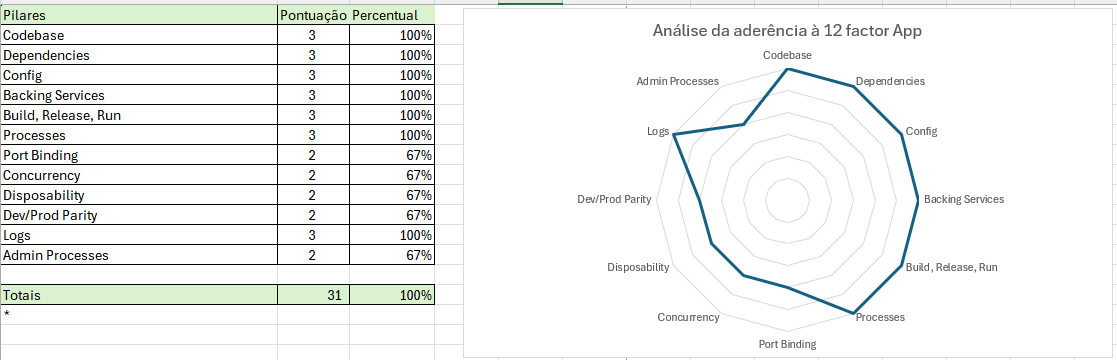 Pilares Pontuação Percentual
Codebase 3 100%
Dependencies 3 100%
Config 3 100%
Backing Services 3 100%
Build, Release, Run 3 100%
Processes 3 100%
Port Binding 2 67%
Concurrency 2 67%
Disposability 2 67%
Dev/Prod Parity 2 67%
Logs 3 100%
Admin Processes 2 67%
Totais 31 100%
*
Análise da aderência à 12 factor App
Codebase
Admin Processes Dependencies
Logs Config
Dev/Prod Parity Backing Services
Disposability Build, Release, Run
Concurrency Processes
Port Binding